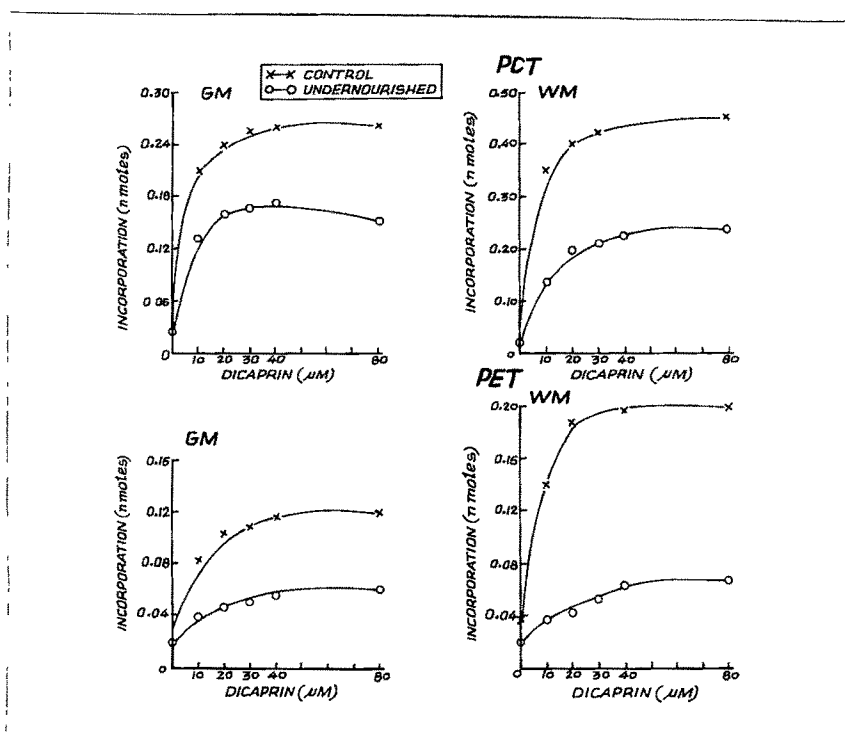 ×—× CONTROL
o—o UNDERNOURISHED
GM
0.30
0.24
0.18
0.12
0.06
0
INCORPORATION (n moles)
10 20 30 40 80
DICAPRIN (μM)
PCT
WM
0.50
0.40
0.30
0.20
0.10
0
INCORPORATION (n moles)
0 10 20 30 40 80
DICAPRIN (μM)
GM
0.16
0.12
0.08
0.04
0
INCORPORATION (n moles)
10 20 30 40 80
DICAPRIN (μM)
PET
WM
0.20
0.16
0.12
0.08
0.04
INCORPORATION (n moles)
0 10 20 30 40 80
DICAPRIN (μM)